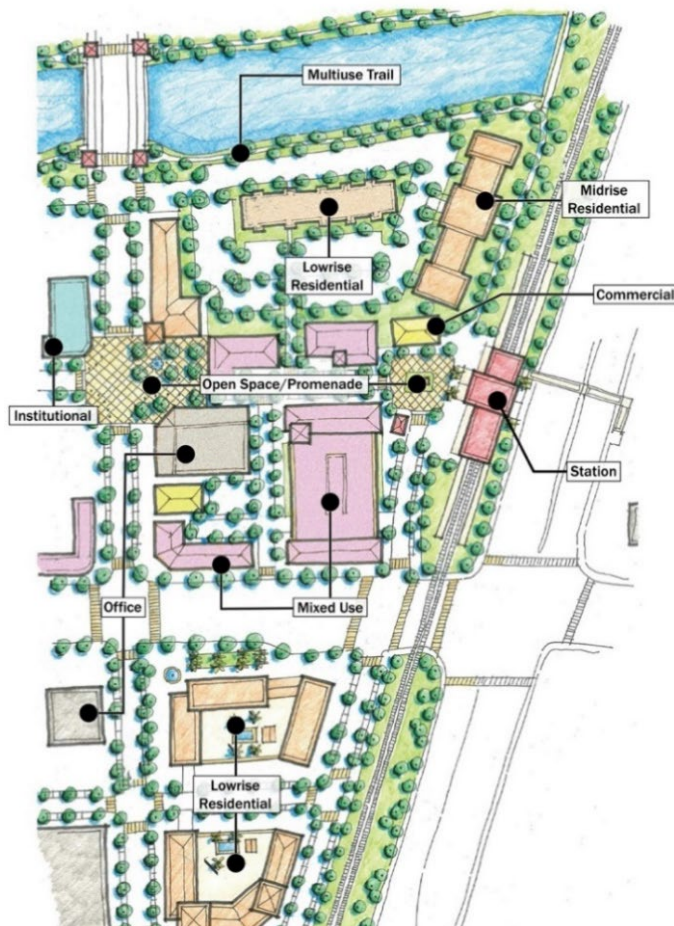 Multiuse Trail
Midrise
Residential
Lowrise
Residential
Commercial
Open Space/Promenade
Institutional
Station
Office
Mixed Use
Lowrise
Residential